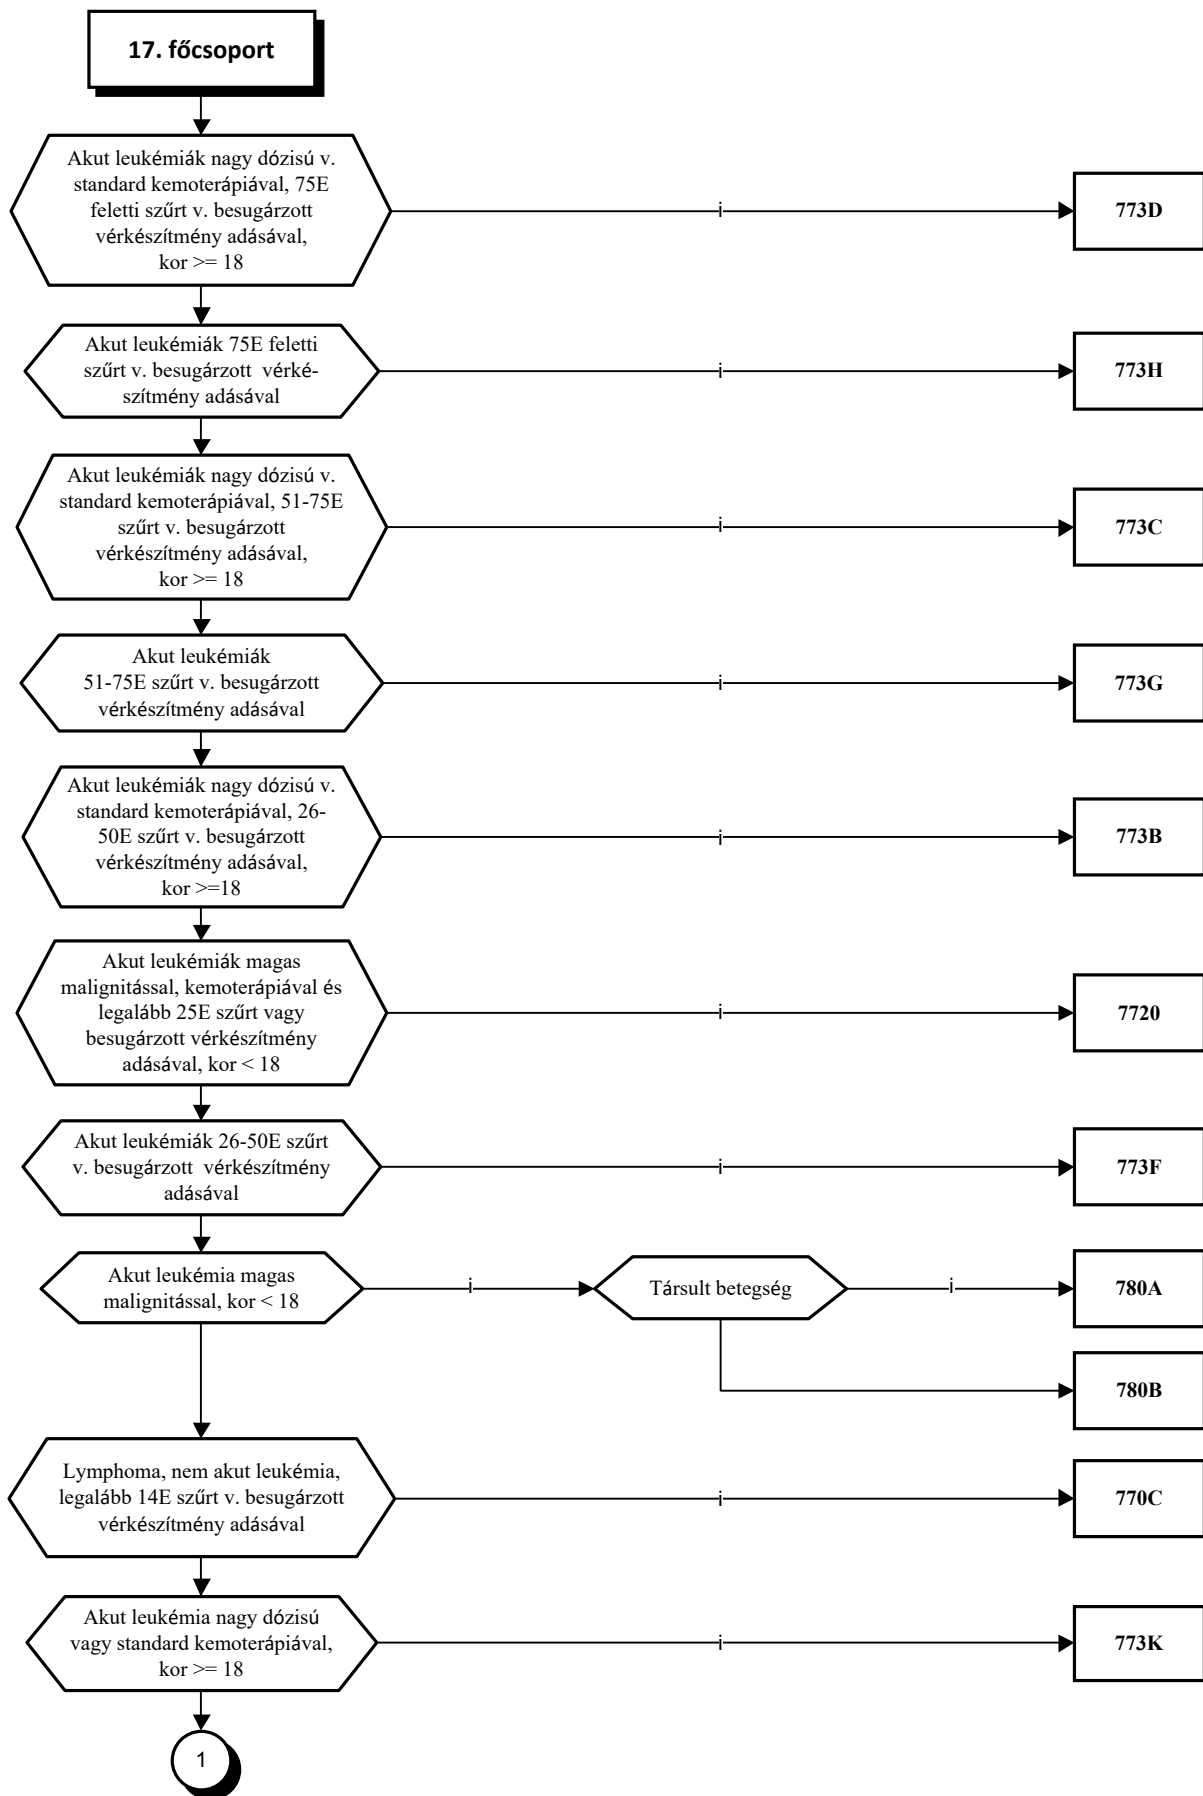 17. főcsoport
Akut leukémiák nagy dózisú v.
standard kemoterápiával, 75E
feletti szűrt v. besugárzott
vérkészítmény adásával,
kor >= 18
i
773D
Akut leukémiák 75E feletti
szűrt v. besugárzott vérké-
szítmény adásával
i
773H
Akut leukémiák nagy dózisú v.
standard kemoterápiával, 51-75E
szűrt v. besugárzott
vérkészítmény adásával,
kor >= 18
i
773C
Akut leukémiák
51-75E szűrt v. besugárzott
vérkészítmény adásával
i
773G
Akut leukémiák nagy dózisú v.
standard kemoterápiával, 26-
50E szűrt v. besugárzott
vérkészítmény adásával,
kor >=18
i
773B
Akut leukémiák magas
malignitással, kemoterápiával és
legalább 25E szűrt vagy
besugárzott vérkészítmény
adásával, kor < 18
i
7720
Akut leukémiák 26-50E szűrt
v. besugárzott vérkészítmény
adásával
i
773F
Akut leukémia magas
malignitással, kor < 18
i
Társult betegség
i
780A
780B
Lymphoma, nem akut leukémia,
legalább 14E szűrt v. besugárzott
vérkészítmény adásával
i
770C
Akut leukémia nagy dózisú
vagy standard kemoterápiával,
kor >= 18
i
773K
1